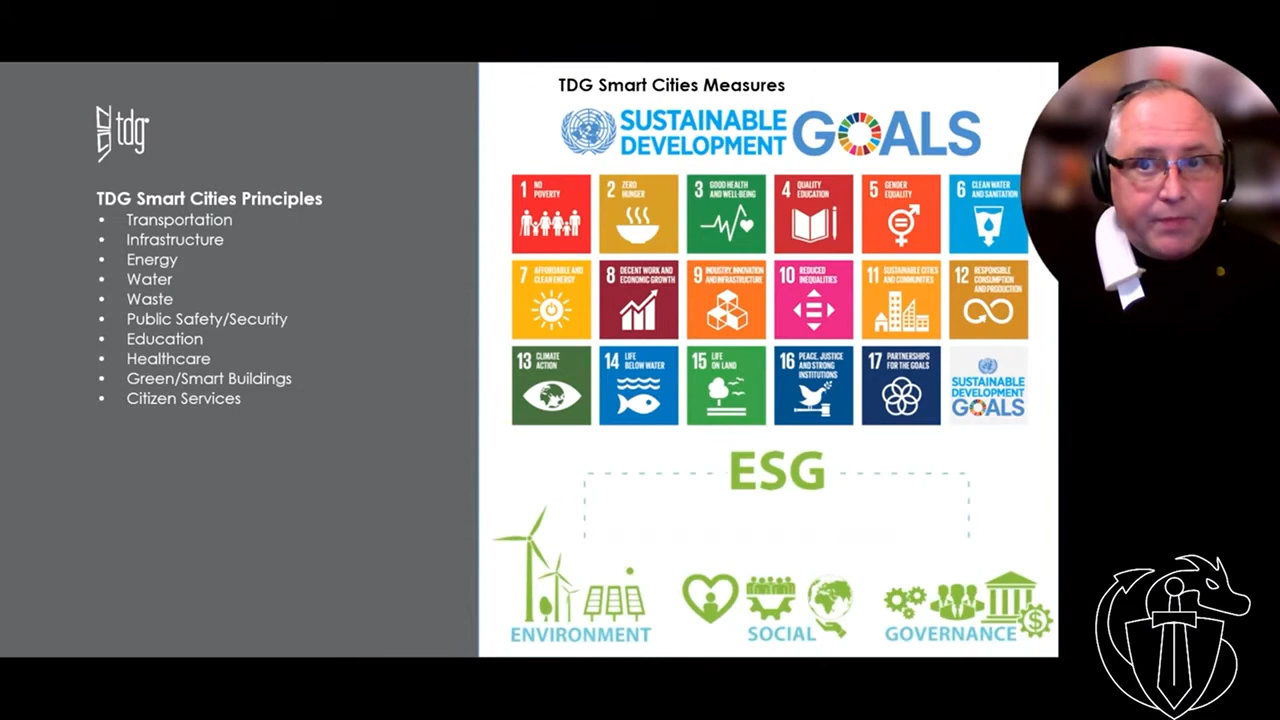 tdg
TDG Smart Cities Principles
• Transportation
• Infrastructure
• Energy
• Water
• Waste
• Public Safety/Security
• Education
• Healthcare
• Green/Smart Buildings
• Citizen Services
TDG Smart Cities Measures
SUSTAINABLE
DEVELOPMENT
GOALS
1 NO
POVERTY
2 ZERO
HUNGER
3 GOOD HEALTH
AND WELL-BEING
4 QUALITY
EDUCATION
5 GENDER
EQUALITY
6 CLEAN WATER
AND SANITATION
7 AFFORDABLE AND
CLEAN ENERGY
8 DECENT WORK AND
ECONOMIC GROWTH
9 INDUSTRY, INNOVATION
AND INFRASTRUCTURE
10 REDUCED
INEQUALITIES
11 SUSTAINABLE CITIES
AND COMMUNITIES
12 RESPONSIBLE
CONSUMPTION
AND PRODUCTION
13 CLIMATE
ACTION
14 LIFE
BELOW WATER
15 LIFE
ON LAND
16 PEACE, JUSTICE
AND STRONG
INSTITUTIONS
17 PARTNERSHIPS
FOR THE GOALS
SUSTAINABLE
DEVELOPMENT
GOALS
ESG
ENVIRONMENT
SOCIAL
GOVERNANCE